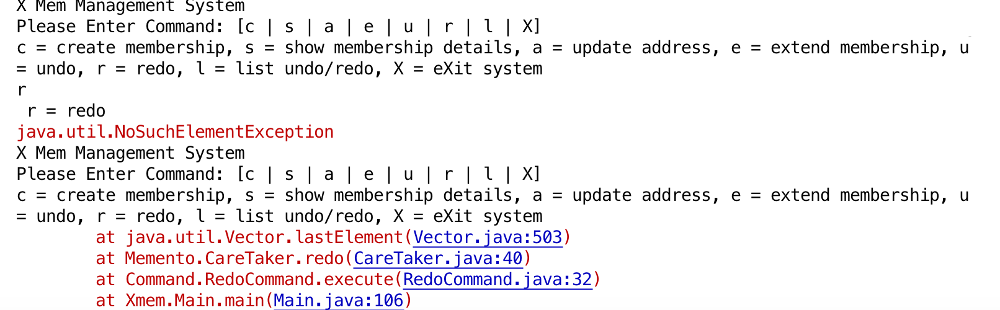 X Mem Management System
Please Enter Command: [c | s | a | e | u | r | l | X]
c = create membership, s = show membership details, a = update address, e = extend membership, u
= undo, r = redo, l = list undo/redo, X = eXit system
r
 r = redo
java.util.NoSuchElementException
X Mem Management System
Please Enter Command: [c | s | a | e | u | r | l | X]
c = create membership, s = show membership details, a = update address, e = extend membership, u
= undo, r = redo, l = list undo/redo, X = eXit system
        at java.util.Vector.lastElement(Vector.java:503)
        at Memento.CareTaker.redo(CareTaker.java:40)
        at Command.RedoCommand.execute(RedoCommand.java:32)
        at Xmem.Main.main(Main.java:106)